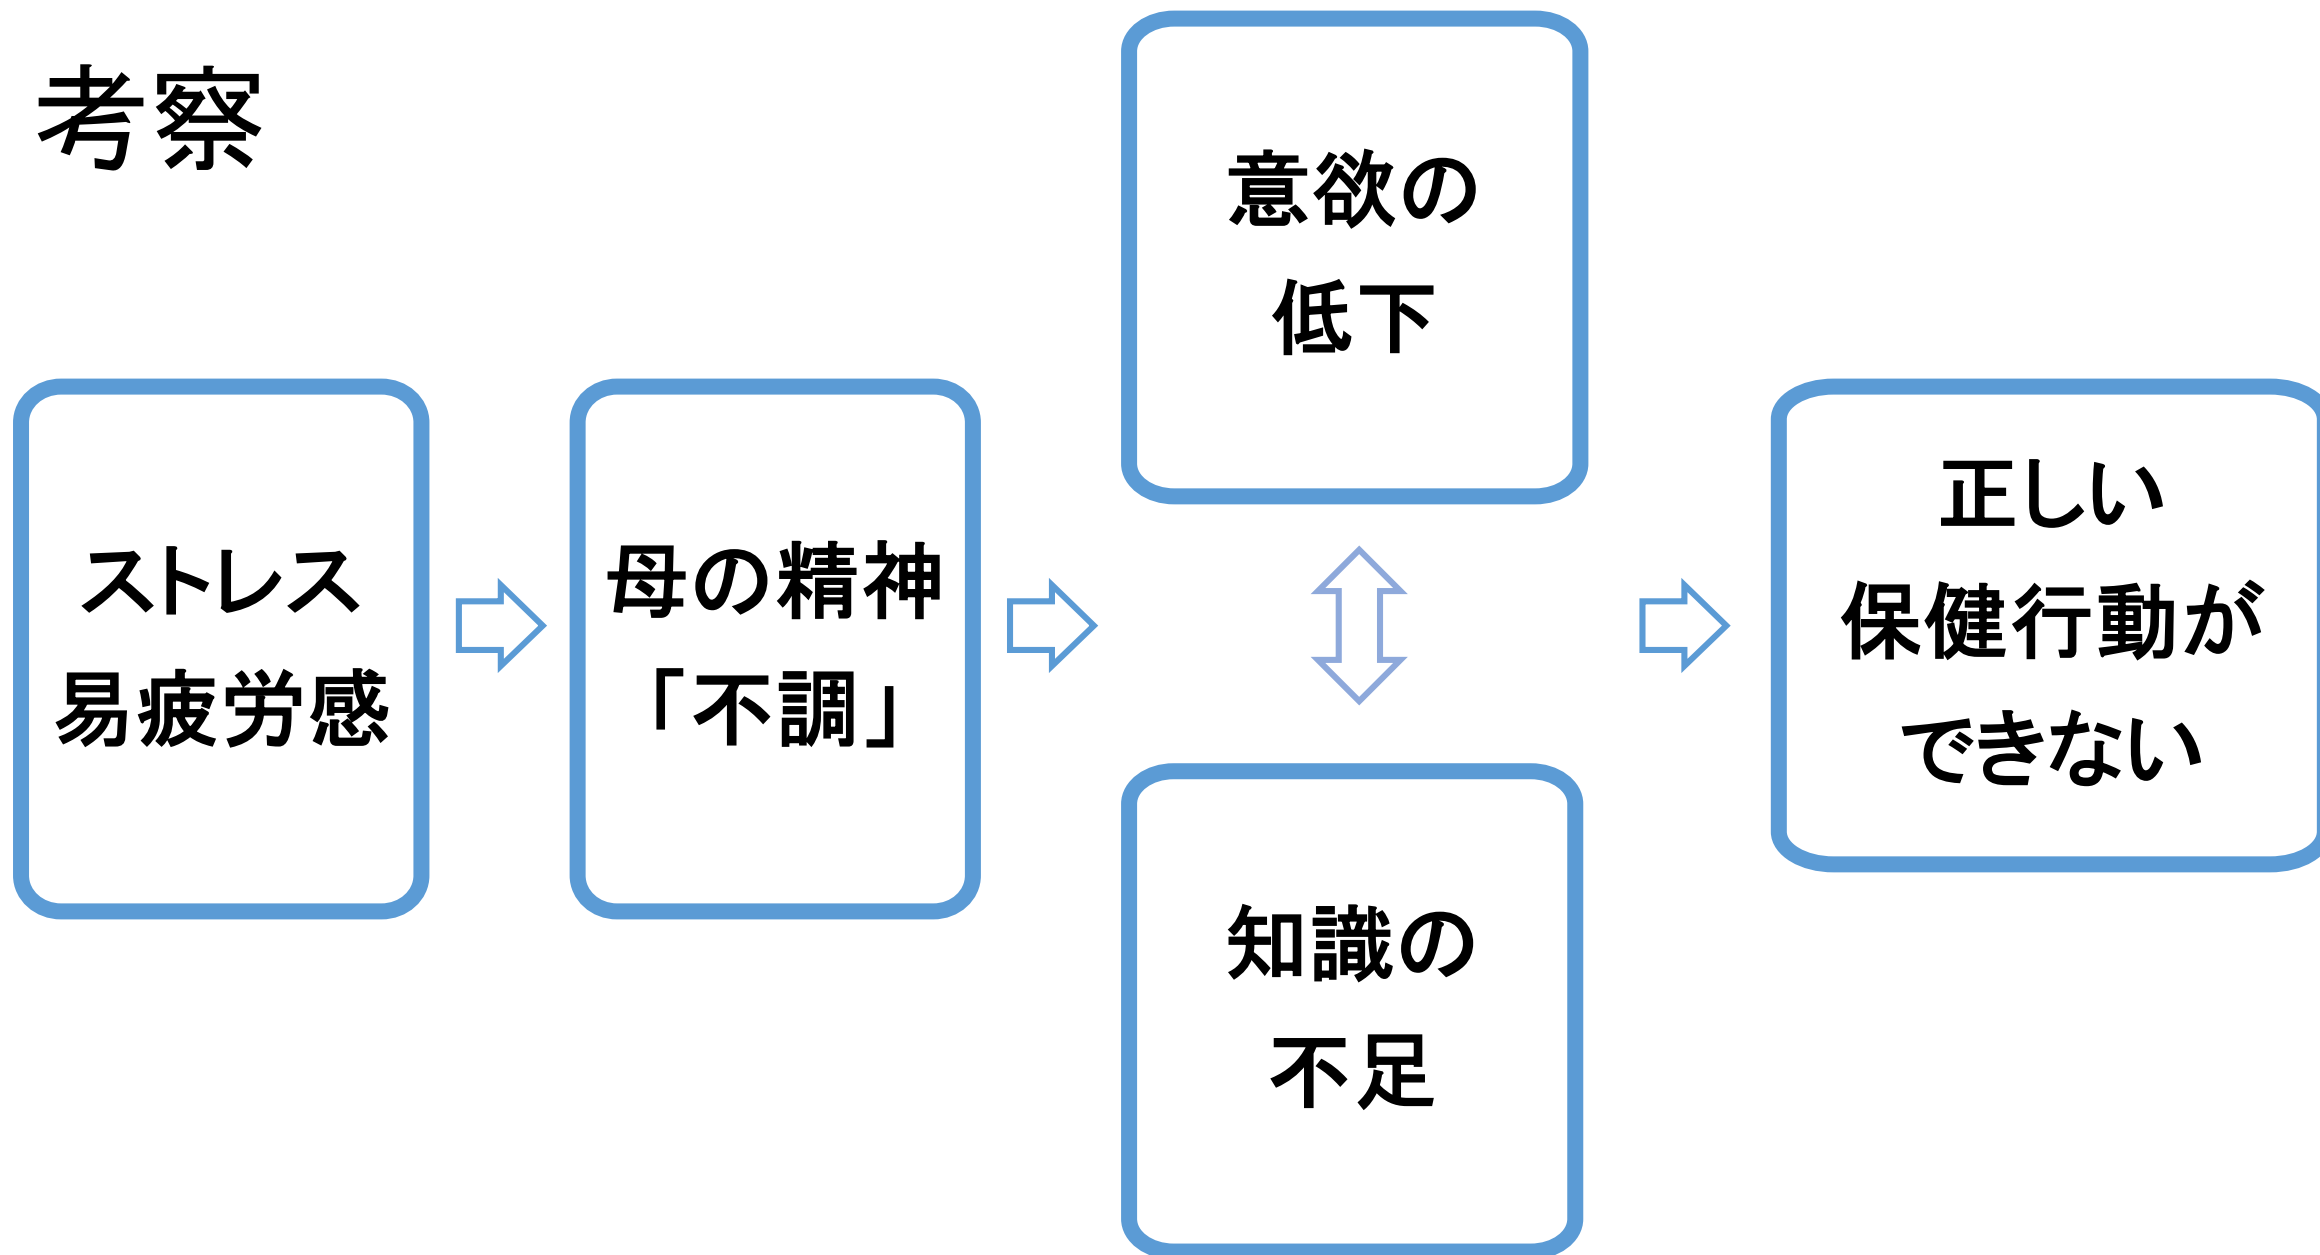 考察
ストレス
易疲労感
母の精神
「不調」
意欲の
低下
知識の
不足
正しい
保健行動が
できない